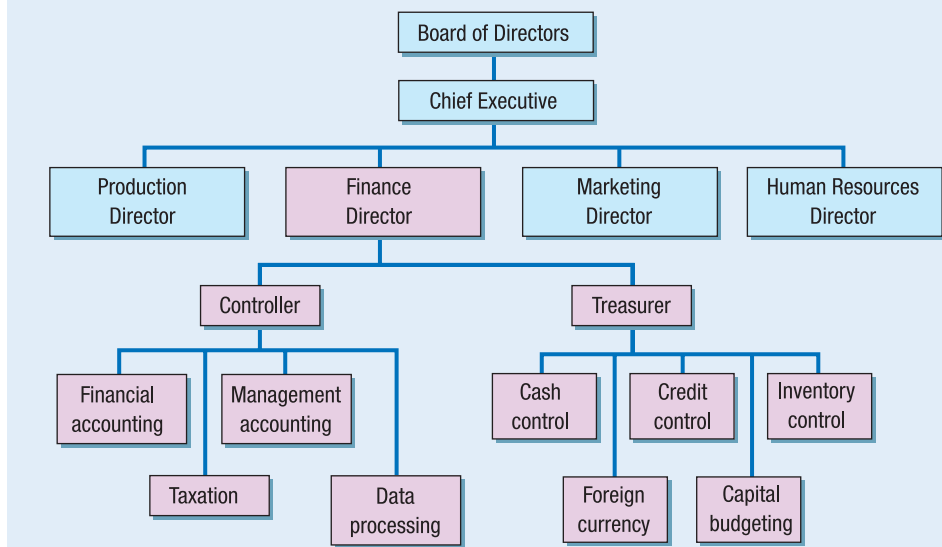 Board of Directors
Chief Executive
Production
Director
Finance
Director
Marketing
Director
Human Resources
Director
Controller
Treasurer
Financial
accounting
Management
accounting
Cash
control
Credit
control
Inventory
control
Taxation
Data
processing
Foreign
currency
Capital
budgeting